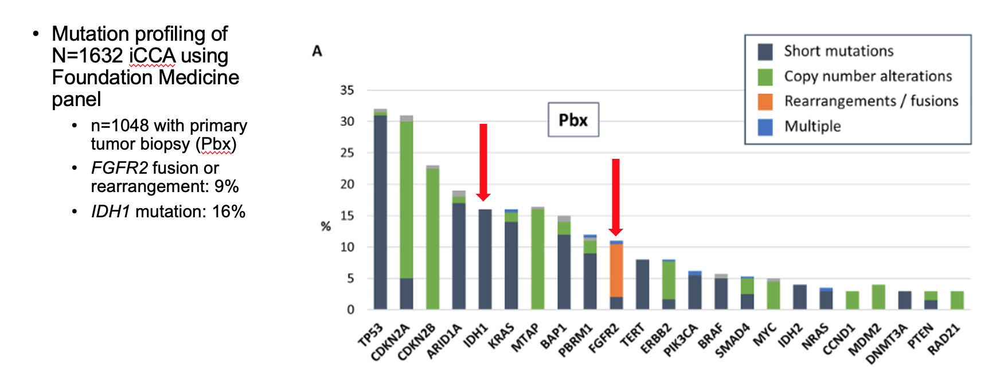 • Mutation profiling of
N=1632 iCCA using
Foundation Medicine
panel
• n=1048 with primary
tumor biopsy (Pbx)
• FGFR2 fusion or
rearrangement: 9%
• IDH1 mutation: 16%
A
Short mutations
Copy number alterations
Rearrangements / fusions
Multiple
Pbx
35
30
25
20
15
10
5
0
%
TP53
CDKN2A
CDKN2B
ARID1A
IDH1
KRAS
MTAP
BAP1
PBRM1
FGFR2
TERT
ERBB2
PIK3CA
BRAF
SMAD4
MYC
IDH2
NRAS
CCND1
MDM2
DNMT3A
PTEN
RAD21